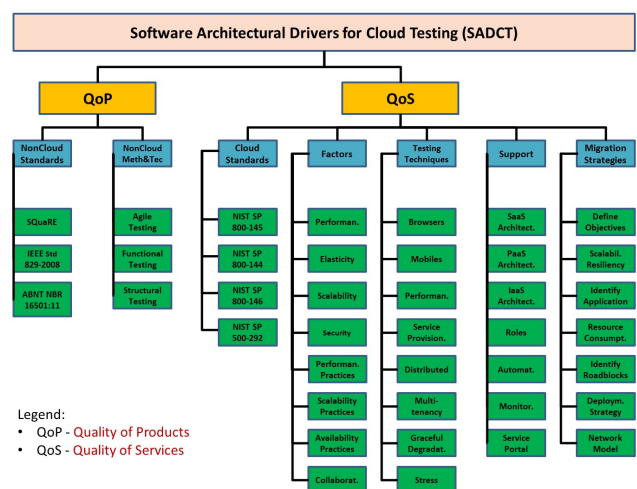 Software Architectural Drivers for Cloud Testing (SADCT)
QoP
QoS
NonCloud
Standards
NonCloud
Meth&Tec
Cloud
Standards
Factors
Testing
Techniques
Support
Migration
Strategies
SQuaRE
IEEE Std
829-2008
ABNT NBR
16501:11
Agile
Testing
Functional
Testing
Structural
Testing
NIST SP
800-145
NIST SP
800-144
NIST SP
800-146
NIST SP
500-292
Performan.
Elasticity
Scalability
Security
Performan.
Practices
Scalability
Practices
Availability
Practices
Collaborat.
Browsers
Mobiles
Performan.
Service
Provision.
Distributed
Multi-
tenancy
Graceful
Degradat.
Stress
SaaS
Architect.
PaaS
Architect.
IaaS
Architect.
Roles
Automat.
Monitor.
Service
Portal
Define
Objectives
Scalabil.
Resiliency
Identify
Application
Resource
Consumpt.
Identify
Roadblocks
Deploym.
Strategy
Network
Model
Legend:
• QoP - Quality of Products
• QoS - Quality of Services